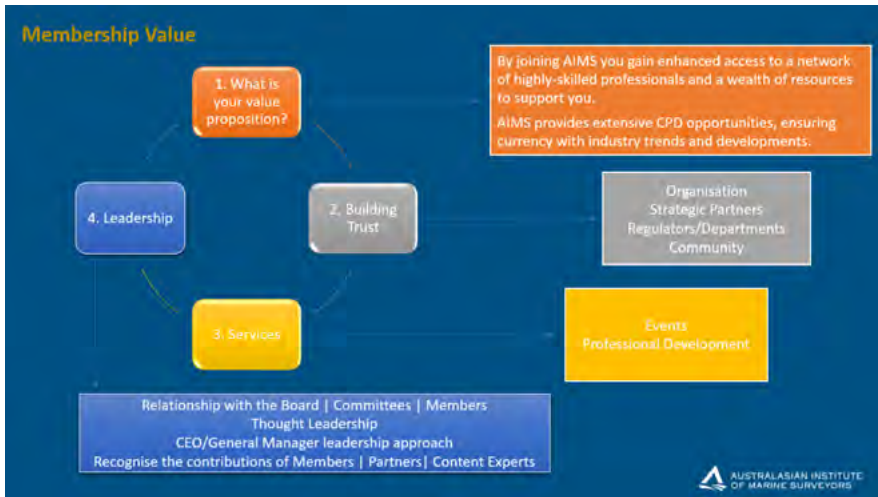 Membership Value
1. What is
your value
proposition?
By joining AIMS you gain enhanced access to a network
of highly-skilled professionals and a wealth of resources
to support you.
AIMS provides extensive CPD opportunities, ensuring
currency with industry trends and developments.
4. Leadership
2. Building
Trust
Organisation
Strategic Partners
Regulators/Departments
Community
3. Services
Events
Professional Development
Relationship with the Board | Committees | Members
Thought Leadership
CEO/General Manager leadership approach
Recognise the contributions of Members | Partners| Content Experts
AUSTRALASIAN INSTITUTE
OF MARINE SURVEYORS